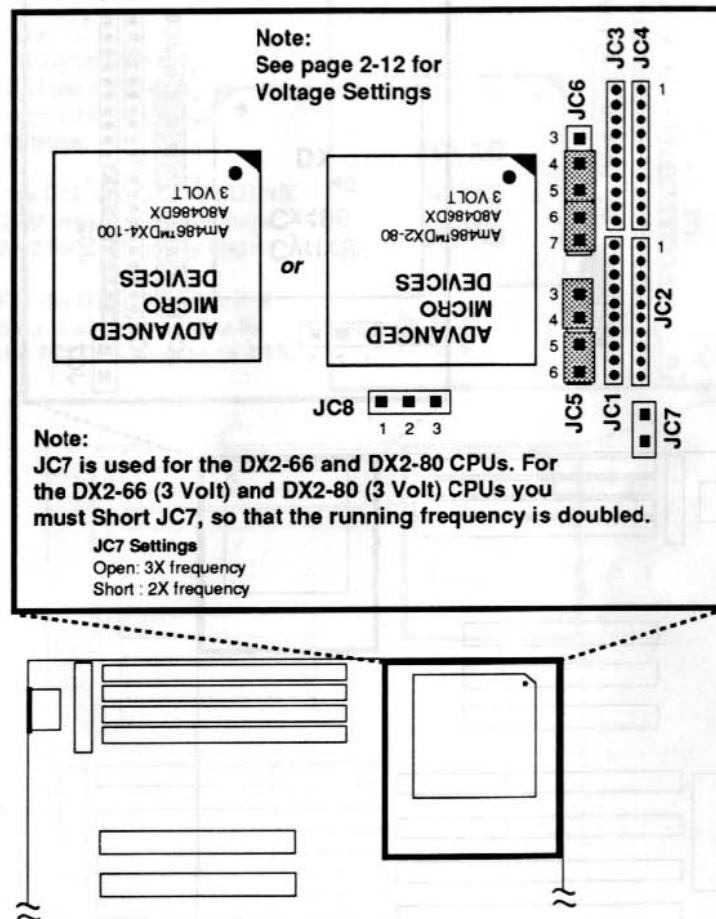 Note:
See page 2-12 for
Voltage Settings
JC3
JC4
JC6
1
3
4
5
6
7
3 VOLT
A80486DX
Am486™DX4-100
DEVICES
MICRO
ADVANCED
or
3 VOLT
A80486DX
Am486™DX2-80
DEVICES
MICRO
ADVANCED
1
3
4
5
6
JC2
JC5
JC1
JC7
JC8
1 2 3
Note:
JC7 is used for the DX2-66 and DX2-80 CPUs. For
the DX2-66 (3 Volt) and DX2-80 (3 Volt) CPUs you
must Short JC7, so that the running frequency is doubled.
JC7 Settings
Open: 3X frequency
Short : 2X frequency